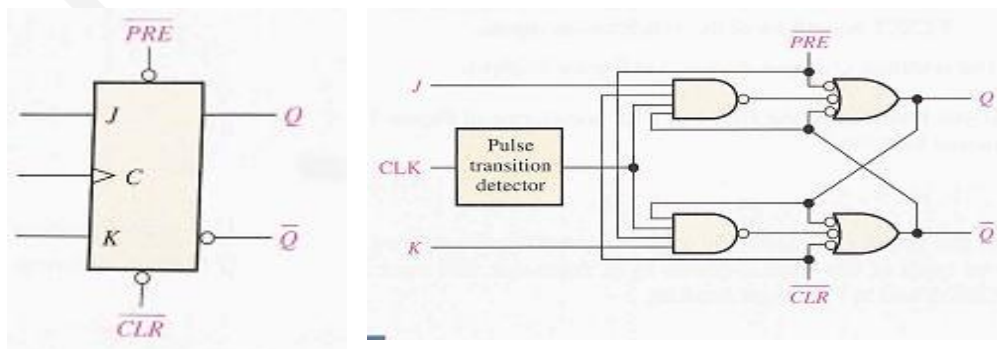 PRE
J
Q
C
K
Q
CLR
PRE
J
Q
Pulse
transition
detector
CLK
K
Q
CLR